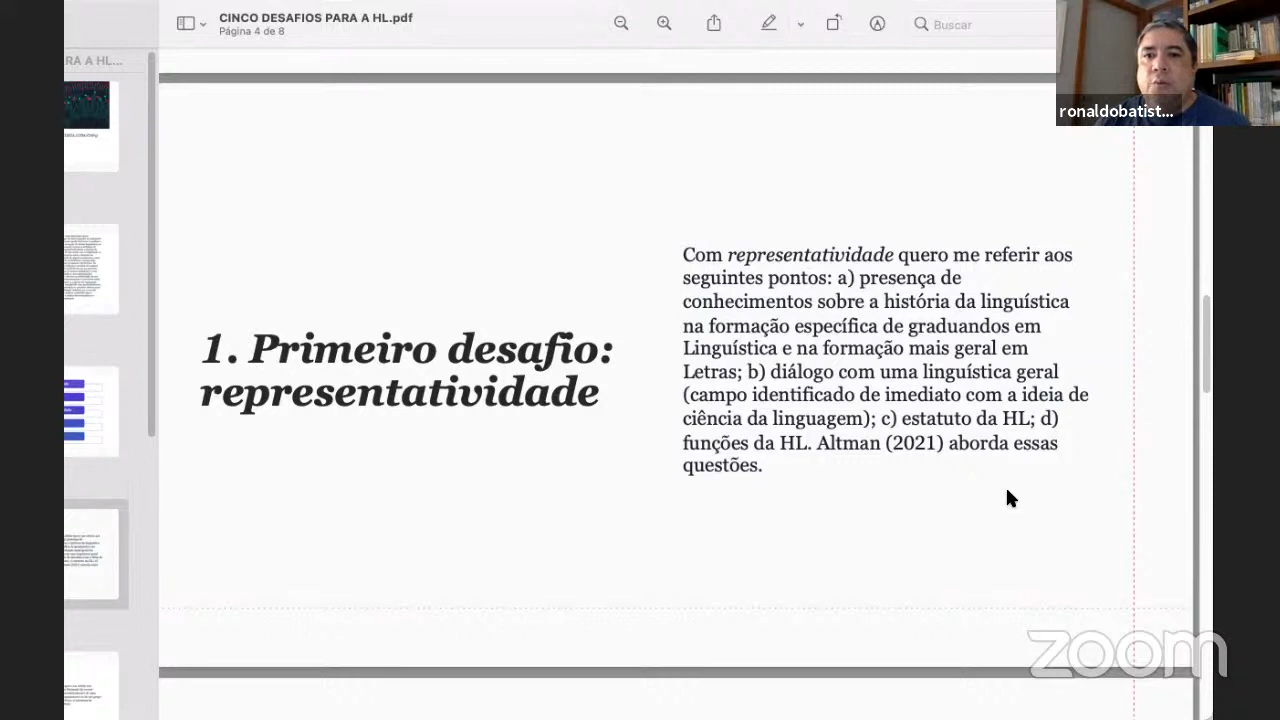 CINCO DESAFIOS PARA A HL.pdf
Página 4 de 8
Buscar
RA A HL...
ronaldobatist...
1. Primeiro desafio:
representatividade
Com representatividade quero me referir aos
seguintes pontos: a) presença de
conhecimentos sobre a história da linguística
na formação específica de graduandos em
Linguística e na formação mais geral em
Letras; b) diálogo com uma linguística geral
(campo identificado de imediato com a ideia de
ciência da linguagem); c) estatuto da HL; d)
funções da HL. Altman (2021) aborda essas
questões.
zoom